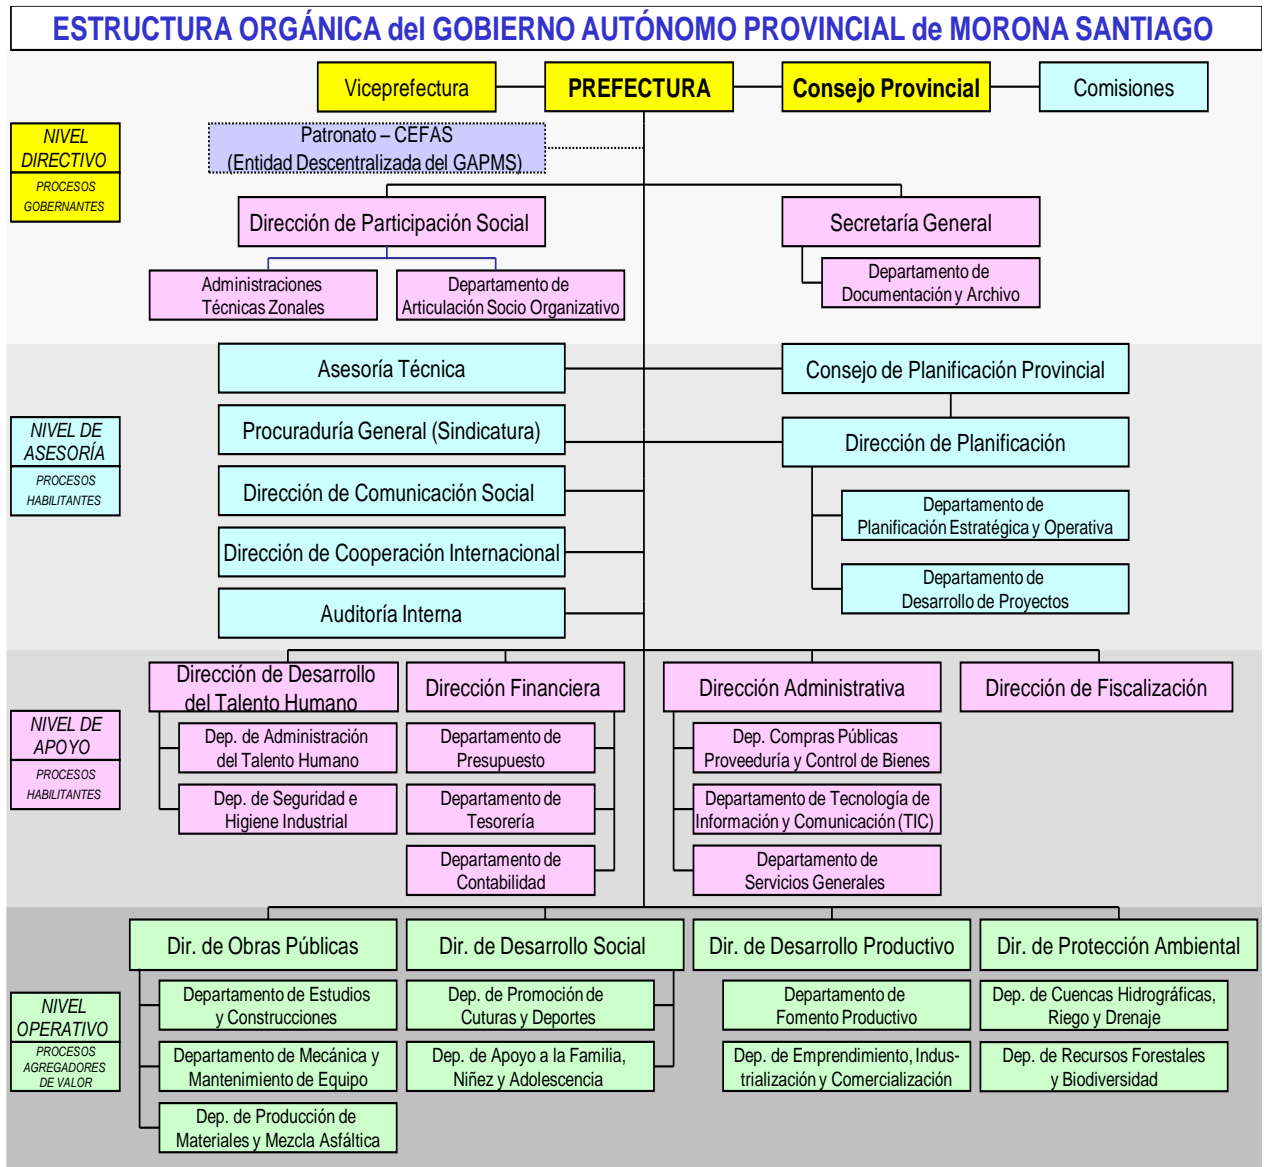 ESTRUCTURA ORGÁNICA del GOBIERNO AUTÓNOMO PROVINCIAL de MORONA SANTIAGO
Viceprefectura
PREFECTURA
Consejo Provincial
Comisiones
NIVEL
DIRECTIVO
PROCESOS
GOBERNANTES
Patronato – CEFAS
(Entidad Descentralizada del GAPMS)
Dirección de Participación Social
Secretaría General
Administraciones
Técnicas Zonales
Departamento de
Articulación Socio Organizativo
Departamento de
Documentación y Archivo
NIVEL DE
ASESORÍA
PROCESOS
HABILITANTES
Asesoría Técnica
Consejo de Planificación Provincial
Procuraduría General (Sindicatura)
Dirección de Planificación
Dirección de Comunicación Social
Departamento de
Planificación Estratégica y Operativa
Dirección de Cooperación Internacional
Departamento de
Desarrollo de Proyectos
Auditoría Interna
NIVEL DE
APOYO
PROCESOS
HABILITANTES
Dirección de Desarrollo
del Talento Humano
Dirección Financiera
Dirección Administrativa
Dirección de Fiscalización
Dep. de Administración
del Talento Humano
Departamento de
Presupuesto
Dep. Compras Públicas
Proveeduría y Control de Bienes
Dep. de Seguridad e
Higiene Industrial
Departamento de
Tesorería
Departamento de Tecnología de
Información y Comunicación (TIC)
Departamento de
Contabilidad
Departamento de
Servicios Generales
NIVEL
OPERATIVO
PROCESOS
AGREGADORES
DE VALOR
Dir. de Obras Públicas
Dir. de Desarrollo Social
Dir. de Desarrollo Productivo
Dir. de Protección Ambiental
Departamento de Estudios
y Construcciones
Dep. de Promoción de
Cuturas y Deportes
Departamento de
Fomento Productivo
Dep. de Cuencas Hidrográficas,
Riego y Drenaje
Departamento de Mecánica y
Mantenimiento de Equipo
Dep. de Apoyo a la Familia,
Niñez y Adolescencia
Dep. de Emprendimiento, Indus-
trialización y Comercialización
Dep. de Recursos Forestales
y Biodiversidad
Dep. de Producción de
Materiales y Mezcla Asfáltica